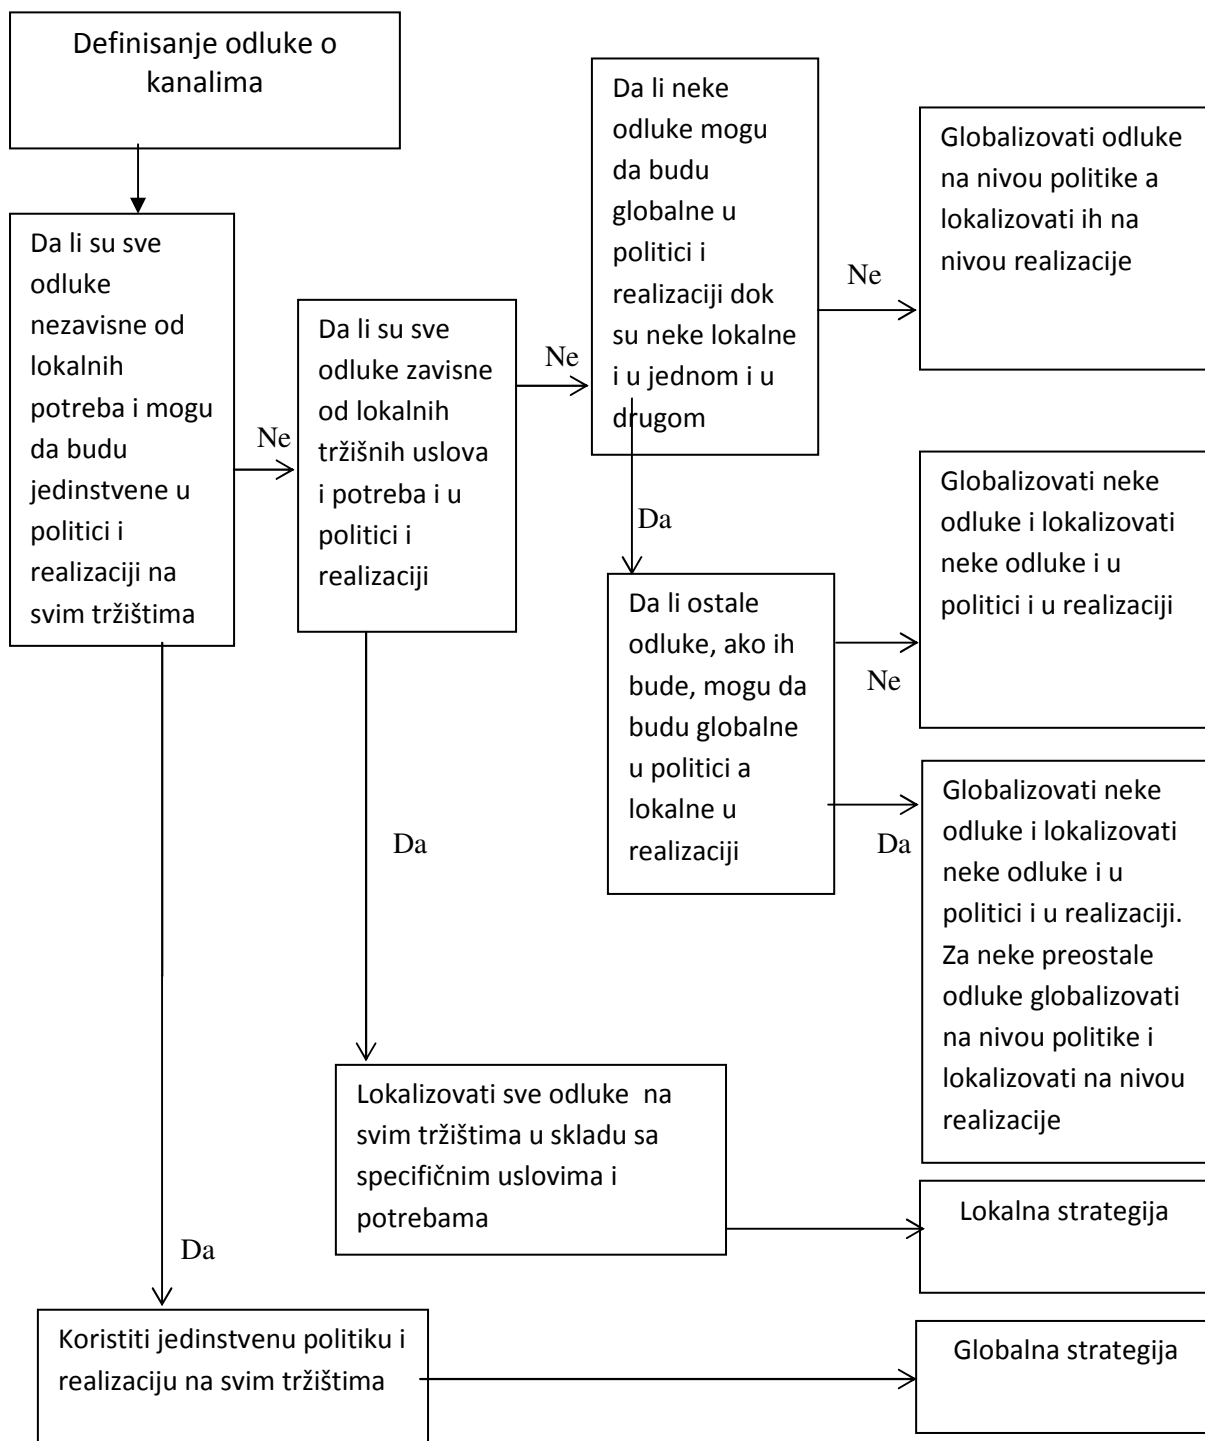 Definisanje odluke o
kanalima
Da li su sve
odluke
nezavisne od
lokalnih
potreba i mogu
da budu
jedinstvene u
politici i
realizaciji na
svim tržištima
Ne
Da li su sve
odluke zavisne
od lokalnih
tržišnih uslova
i potreba i u
politici i
realizaciji
Ne
Da li neke
odluke mogu
da budu
globalne u
politici i
realizaciji dok
su neke lokalne
i u jednom i u
drugom
Ne
Globalizovati odluke
na nivou politike a
lokalizovati ih na
nivou realizacije
Da
Da li ostale
odluke, ako ih
bude, mogu da
budu globalne
u politici a
lokalne u
realizaciji
Ne
Globalizovati neke
odluke i lokalizovati
neke odluke i u
politici i u realizaciji
Da
Globalizovati neke
odluke i lokalizovati
neke odluke i u
politici i u realizaciji.
Za neke preostale
odluke globalizovati
na nivou politike i
lokalizovati na nivou
realizacije
Da
Lokalizovati sve odluke  na
svim tržištima u skladu sa
specifičnim uslovima i
potrebama
Lokalna strategija
Da
Koristiti jedinstvenu politiku i
realizaciju na svim tržištima
Globalna strategija